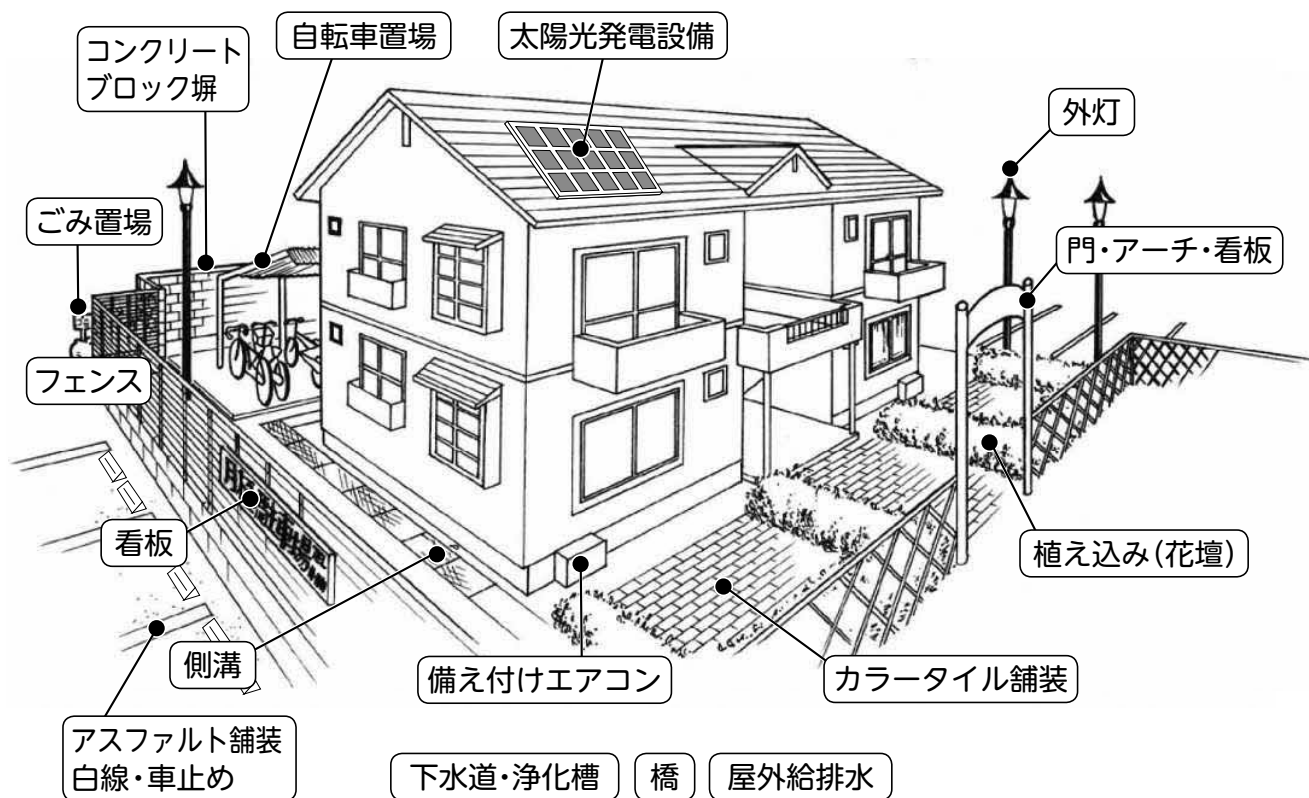 コンクリート
ブロック塀
自転車置場
太陽光発電設備
外灯
ごみ置場
門・アーチ・看板
フェンス
看板
植え込み(花壇)
側溝
備え付けエアコン
カラータイル舗装
アスファルト舗装
白線・車止め
下水道・浄化槽
橋
屋外給排水